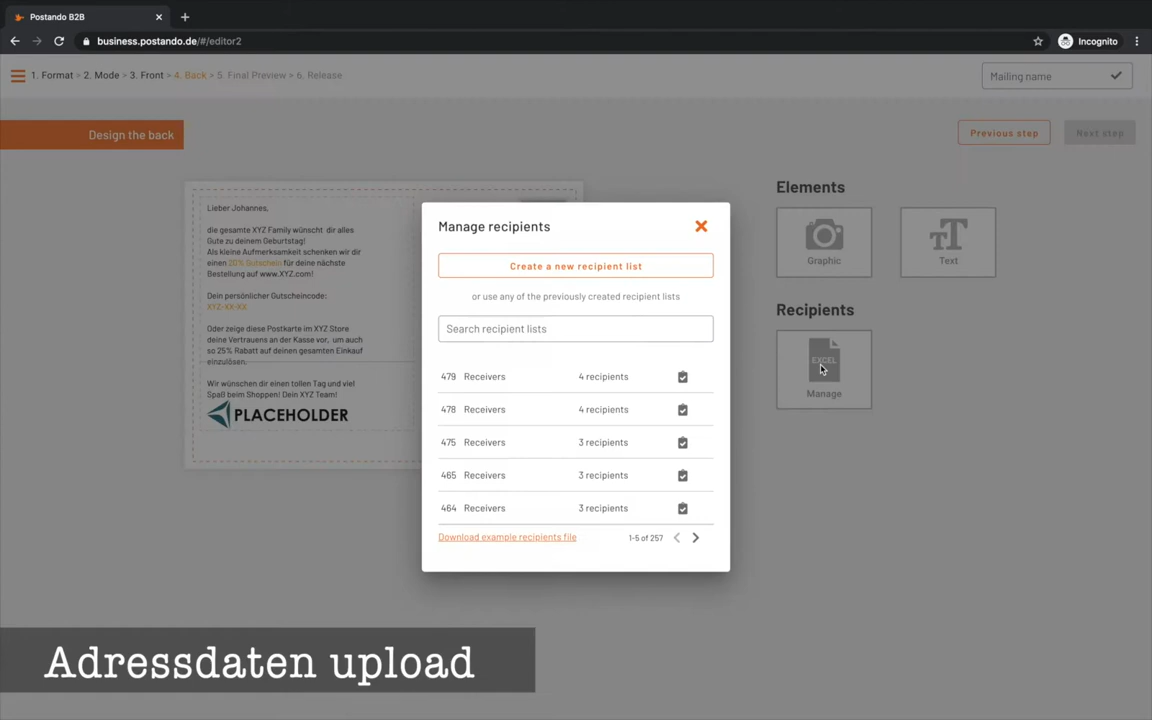 Postando B2B
business.postando.de/#/editor2
Incognito
1. Format > 2. Mode > 3. Front > 4. Back > 5. Final Preview > 6. Release
Mailing name
Design the back
Previous step
Next step
Lieber Johannes,
die gesamte XYZ Family wünscht dir alles
Gute zu deinem Geburtstag!
Als kleine Aufmerksamkeit schenken wir dir
einen 20% Gutschein für deine nächste
Bestellung auf www.XYZ.com!
Dein persönlicher Gutscheincode:
XYZ-XX-XX
Oder zeige diese Postkarte im XYZ Store
deine Vertrauens an der Kasse vor, um auch
so 25% Rabatt auf deinen gesamten Einkauf
einzulösen.
Wir wünschen dir einen tollen Tag und viel
Spaß beim Shoppen! Dein XYZ Team!
PLACEHOLDER
Manage recipients
Create a new recipient list
or use any of the previously created recipient lists
Search recipient lists
479 Receivers 4 recipients
478 Receivers 4 recipients
475 Receivers 3 recipients
465 Receivers 3 recipients
464 Receivers 3 recipients
Download example recipients file
1-5 of 257
Elements
Graphic
Text
Recipients
EXCEL
Manage
Adressdaten upload